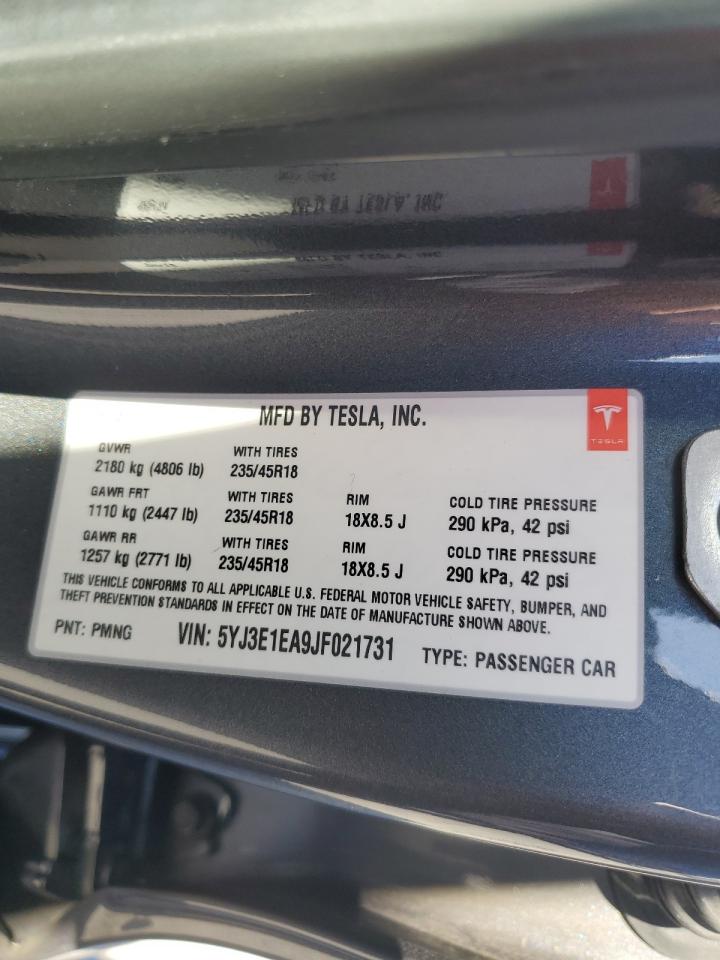 MFD BY TESLA, INC.
TESLA
GVWR WITH TIRES
2180 kg (4806 lb) 235/45R18
GAWR FRT WITH TIRES RIM COLD TIRE PRESSURE
1110 kg (2447 lb) 235/45R18 18X8.5 J 290 kPa, 42 psi
GAWR RR WITH TIRES RIM COLD TIRE PRESSURE
1257 kg (2771 lb) 235/45R18 18X8.5 J 290 kPa, 42 psi
THIS VEHICLE CONFORMS TO ALL APPLICABLE U.S. FEDERAL MOTOR VEHICLE SAFETY, BUMPER, AND
THEFT PREVENTION STANDARDS IN EFFECT ON THE DATE OF MANUFACTURE SHOWN ABOVE.
PNT: PMNG VIN: 5YJ3E1EA9JF021731 TYPE: PASSENGER CAR